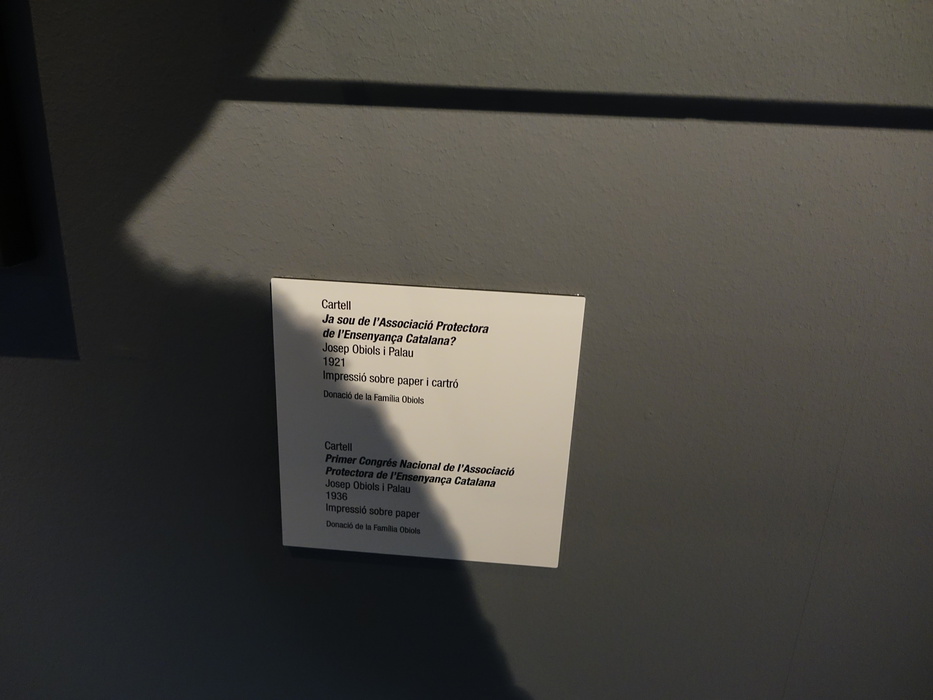 Cartell
Ja sou de l'Associació Protectora
de l'Ensenyança Catalana?
Josep Obiols i Palau
1921
Impressió sobre paper i cartró
Donació de la Família Obiols
Cartell
Primer Congrés Nacional de l'Associació
Protectora de l'Ensenyança Catalana
Josep Obiols i Palau
1936
Impressió sobre paper
Donació de la Família Obiols